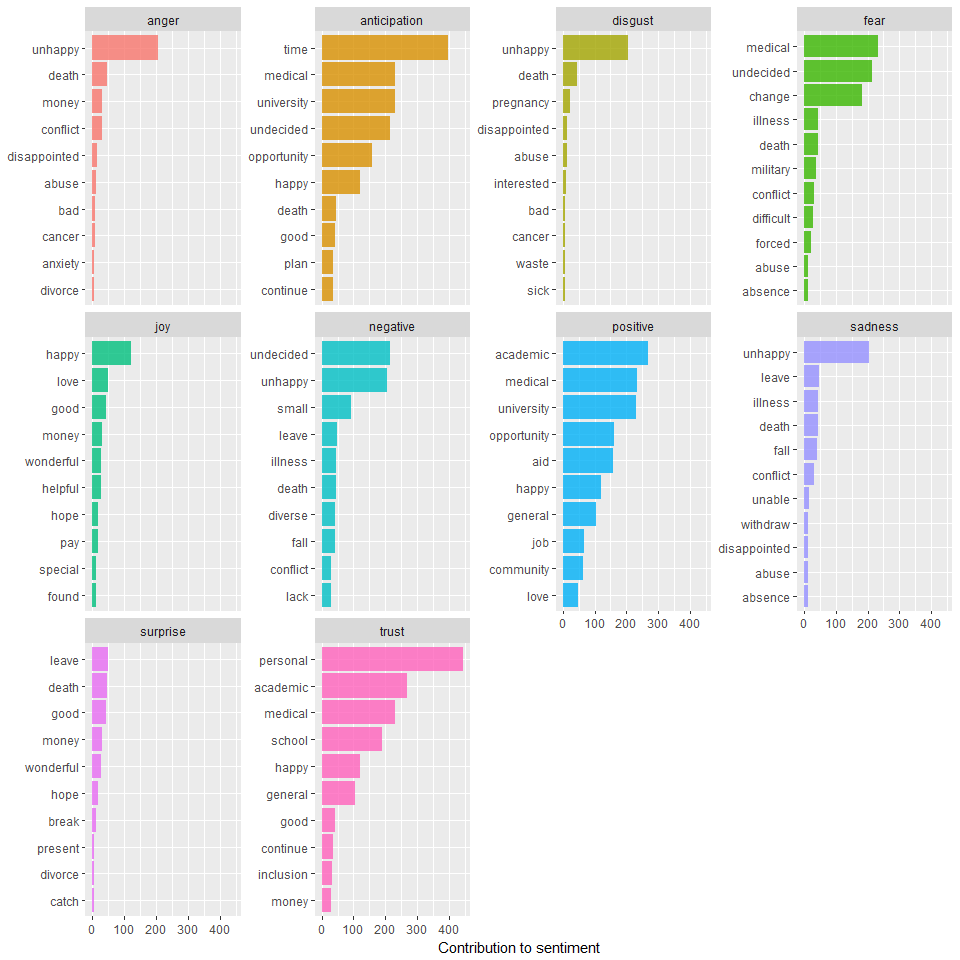 anger
unhappy
death
money
conflict
disappointed
abuse
bad
cancer
anxiety
divorce
anticipation
time
medical
university
undecided
opportunity
happy
death
good
plan
continue
disgust
unhappy
death
pregnancy
disappointed
abuse
interested
bad
cancer
waste
sick
fear
medical
undecided
change
illness
death
military
conflict
difficult
forced
abuse
absence
joy
happy
love
good
money
wonderful
helpful
hope
pay
special
found
negative
undecided
unhappy
small
leave
illness
death
diverse
fall
conflict
lack
positive
academic
medical
university
opportunity
aid
happy
general
job
community
love
0 100 200 300 400
sadness
unhappy
leave
illness
death
fall
conflict
unable
withdraw
disappointed
abuse
absence
0 100 200 300 400
surprise
leave
death
good
money
wonderful
hope
break
present
divorce
catch
0 100 200 300 400
trust
personal
academic
medical
school
happy
general
good
continue
inclusion
money
0 100 200 300 400
Contribution to sentiment